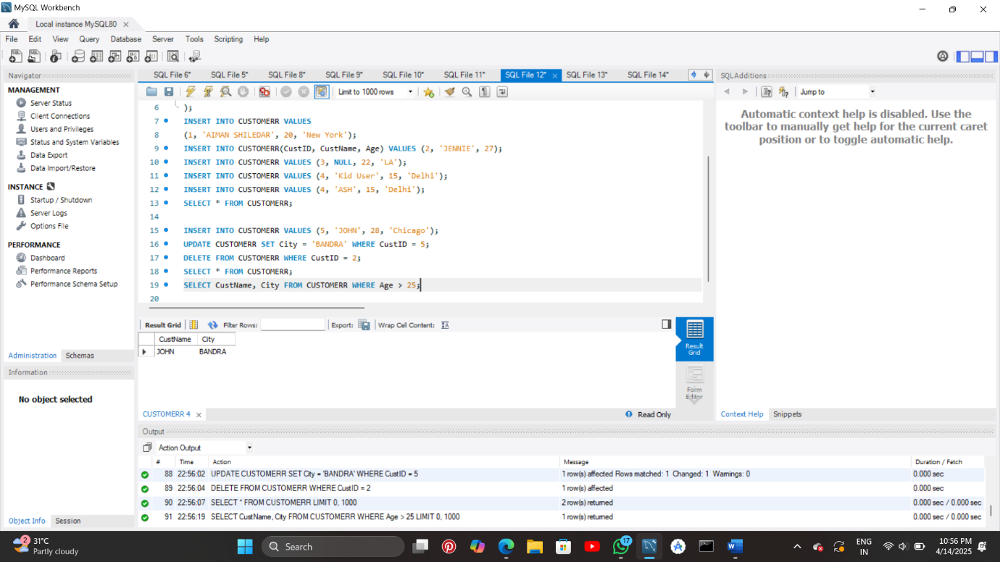 MySQL Workbench
Local instance MySQL80
File Edit View Query Database Server Tools Scripting Help
Navigator
MANAGEMENT
Server Status
Client Connections
Users and Privileges
Status and System Variables
Data Export
Data Import/Restore
INSTANCE
Startup / Shutdown
Server Logs
Options File
PERFORMANCE
Dashboard
Performance Reports
Performance Schema Setup
Administration Schemas
Information
No object selected
Object Info Session
SQL File 6* SQL File 5* SQL File 8* SQL File 9* SQL File 10* SQL File 11* SQL File 12* SQL File 13* SQL File 14*
Limit to 1000 rows
6 );
7 INSERT INTO CUSTOMERR VALUES
8 (1, 'AIMAN SHILEDAR', 20, 'New York');
9 INSERT INTO CUSTOMERR(CustID, CustName, Age) VALUES (2, 'JENNIE', 27);
10 INSERT INTO CUSTOMERR VALUES (3, NULL, 22, 'LA');
11 INSERT INTO CUSTOMERR VALUES (4, 'Kid User', 15, 'Delhi');
12 INSERT INTO CUSTOMERR VALUES (4, 'ASH', 15, 'Delhi');
13 SELECT * FROM CUSTOMERR;
14
15 INSERT INTO CUSTOMERR VALUES (5, 'JOHN', 28, 'Chicago');
16 UPDATE CUSTOMERR SET City = 'BANDRA' WHERE CustID = 5;
17 DELETE FROM CUSTOMERR WHERE CustID = 2;
18 SELECT * FROM CUSTOMERR;
19 SELECT CustName, City FROM CUSTOMERR WHERE Age > 25;
20
Result Grid Filter Rows: Export: Wrap Cell Content:
CustName City
JOHN BANDRA
Result
Grid
Form
Editor
CUSTOMERR 4 Read Only
SQLAdditions
Jump to
Automatic context help is disabled. Use the
toolbar to manually get help for the current caret
position or to toggle automatic help.
Context Help Snippets
Output
Action Output
# Time Action Message Duration / Fetch
88 22:56:02 UPDATE CUSTOMERR SET City = 'BANDRA' WHERE CustID = 5 1 row(s) affected Rows matched: 1 Changed: 1 Warnings: 0 0.000 sec
89 22:56:04 DELETE FROM CUSTOMERR WHERE CustID = 2 1 row(s) affected 0.000 sec
90 22:56:07 SELECT * FROM CUSTOMERR LIMIT 0, 1000 2 row(s) returned 0.000 sec / 0.000 sec
91 22:56:19 SELECT CustName, City FROM CUSTOMERR WHERE Age > 25 LIMIT 0, 1000 1 row(s) returned 0.000 sec / 0.000 sec
2
31°C
Partly cloudy
Search
17
ENG
IN
10:56 PM
4/14/2025